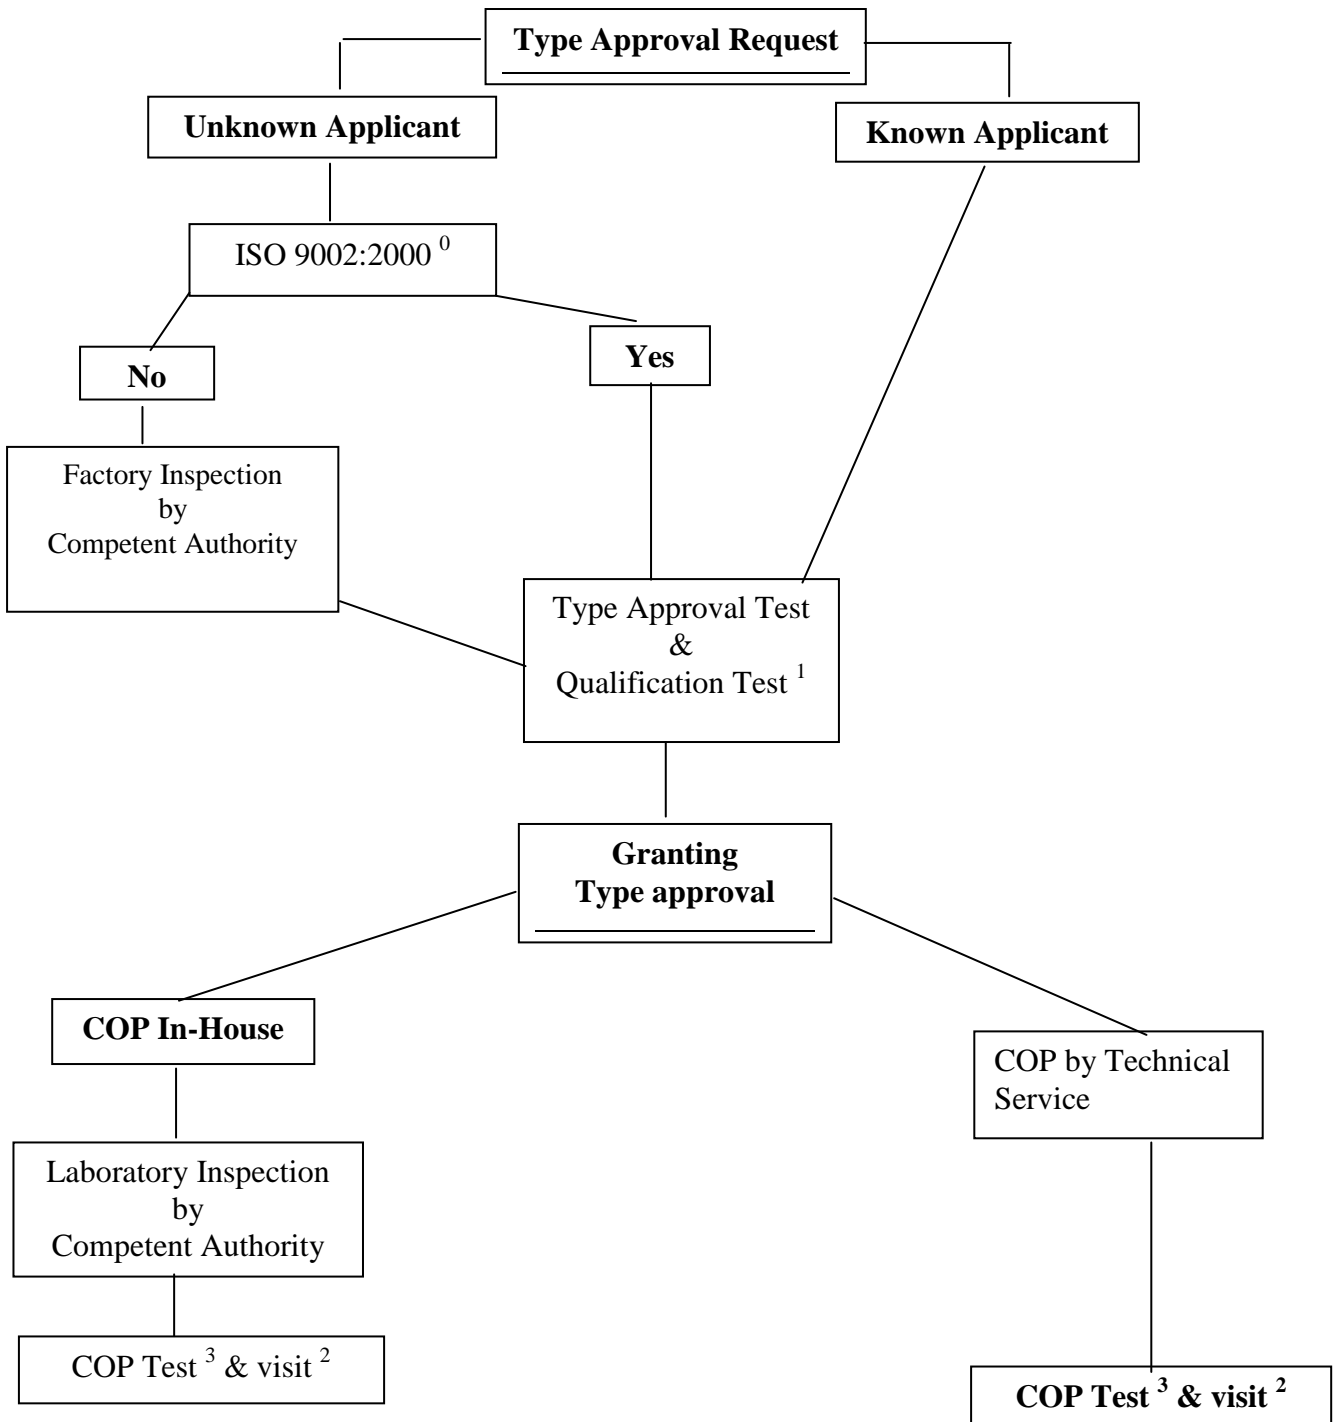 Type Approval Request
Unknown Applicant
Known Applicant
ISO 9002:2000 0
No
Yes
Factory Inspection
by
Competent Authority
Type Approval Test
&
Qualification Test 1
Granting
Type approval
COP In-House
COP by Technical
Service
Laboratory Inspection
by
Competent Authority
COP Test 3 & visit 2
COP Test 3 & visit 2